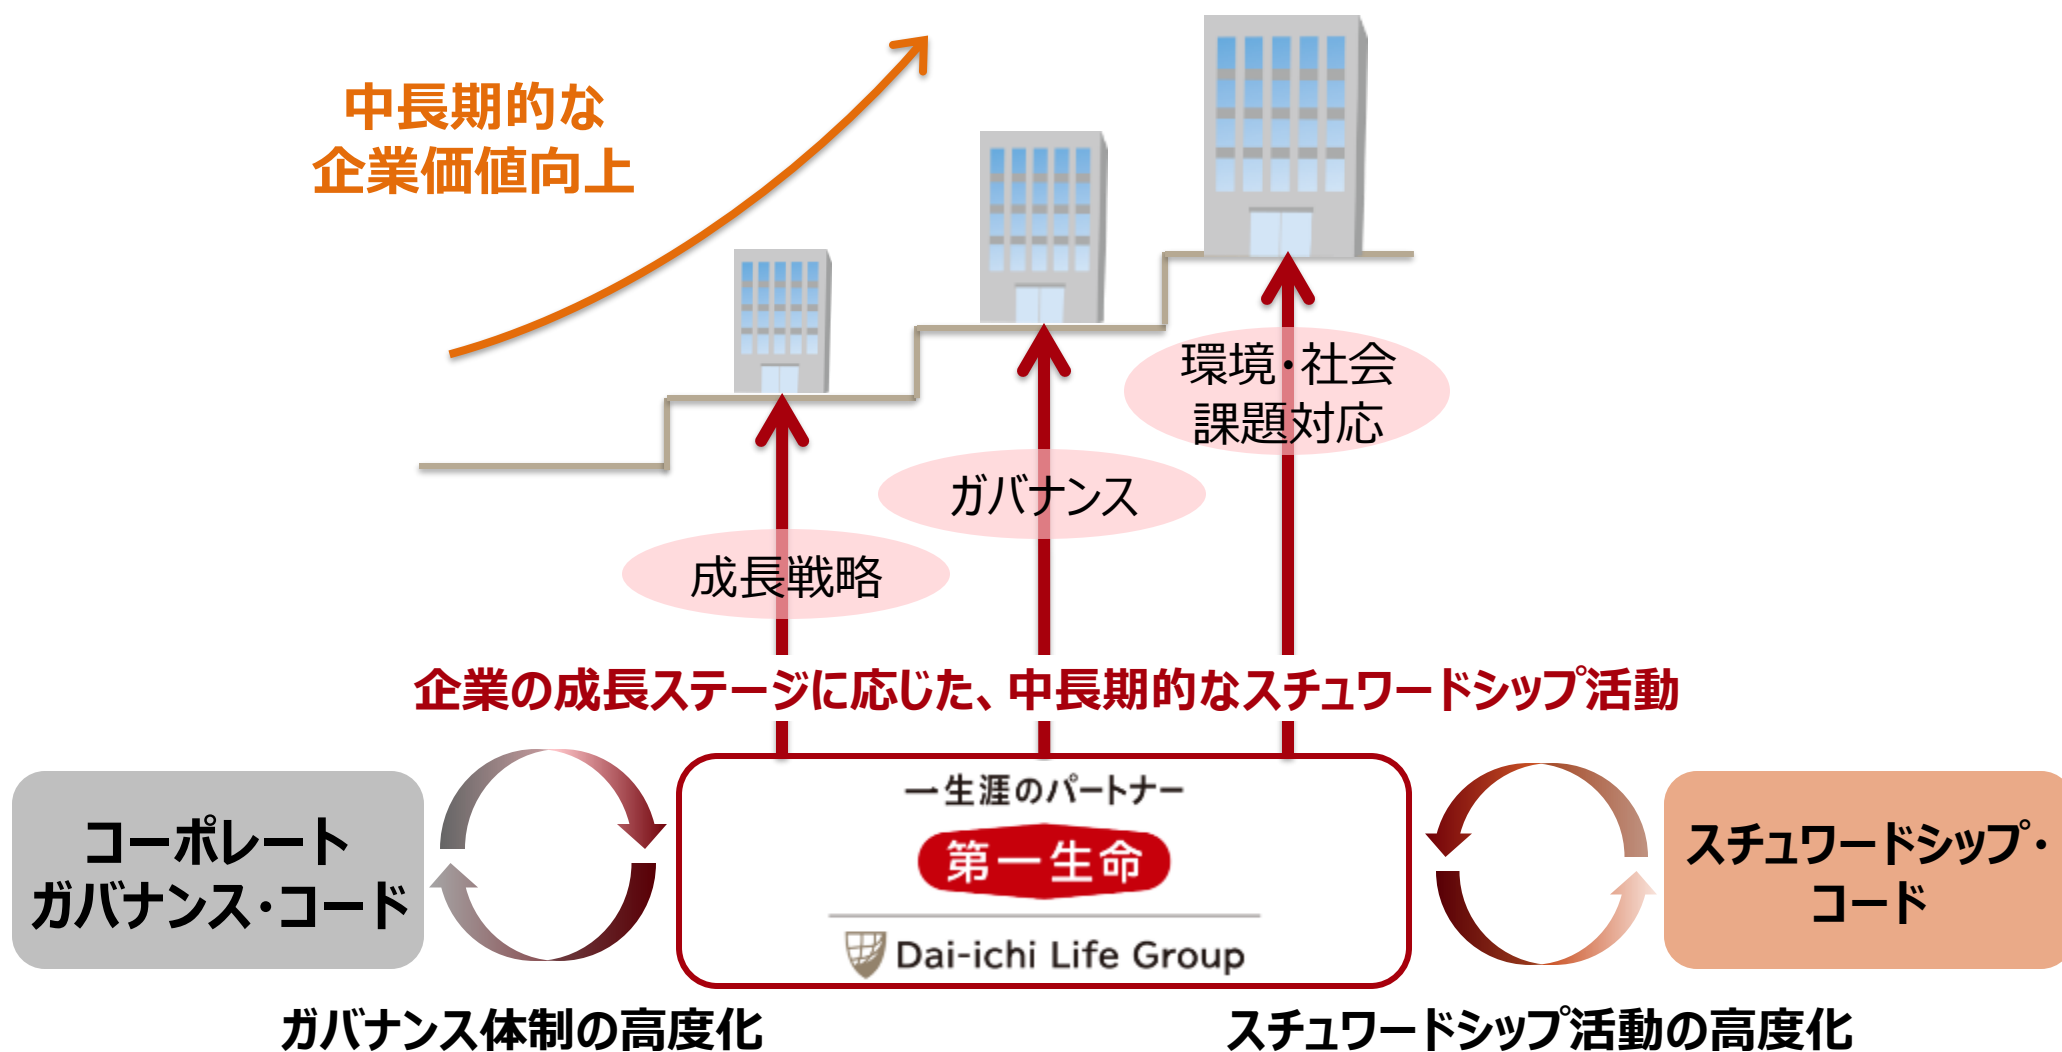 中長期的な
企業価値向上
環境・社会
課題対応
ガバナンス
成長戦略
企業の成長ステージに応じた、中長期的なスチュワードシップ活動
コーポレート
ガバナンス・コード
一生涯のパートナー
第一生命
Dai-ichi Life Group
スチュワードシップ・
コード
ガバナンス体制の高度化
スチュワードシップ活動の高度化